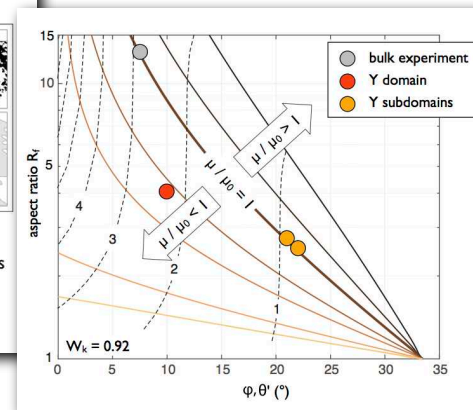 s
15
10
5
1
aspect ratio Rf
bulk experiment
Y domain
Y subdomains
μ / μ₀ > 1
μ / μ₀ = 1
μ / μ₀ < 1
4
3
2
1
Wk = 0.92
0
5
10
15
20
25
30
35
φ,θ' (°)